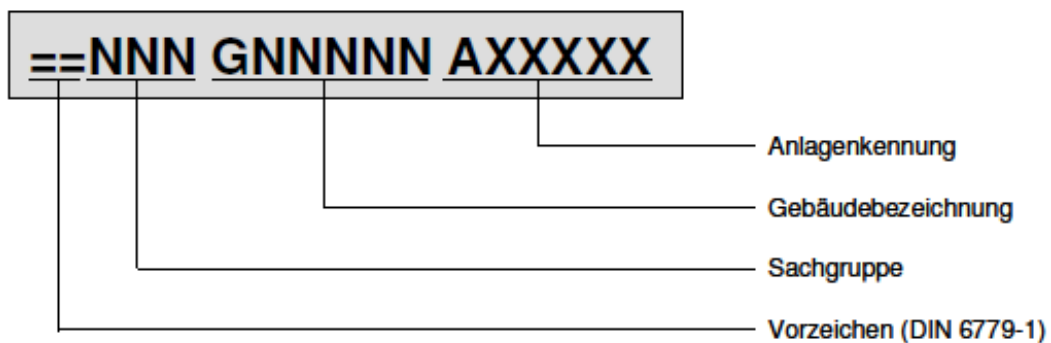 ==NNN GNNNNN AXXXXX
Anlagenkennung
Gebäudebezeichnung
Sachgruppe
Vorzeichen (DIN 6779-1)